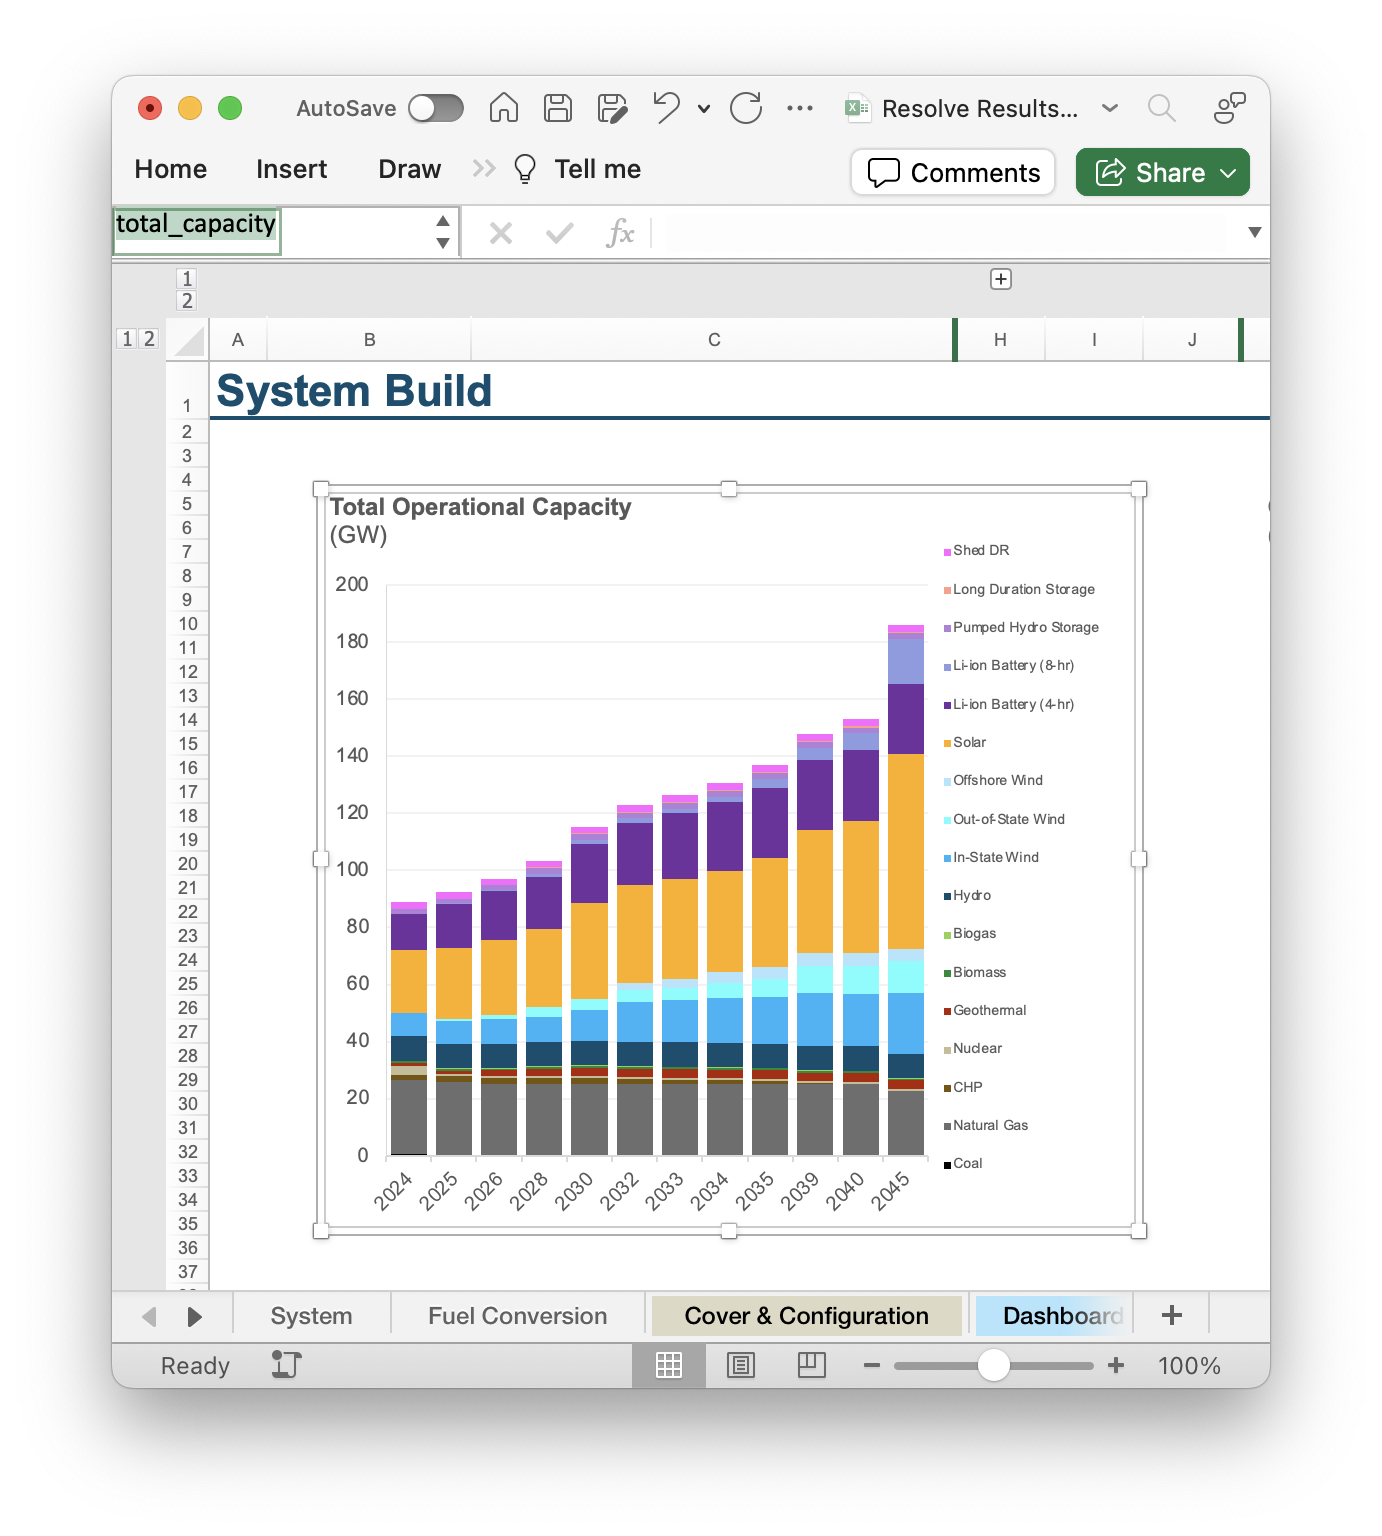 AutoSave
Resolve Results...
Home
Insert
Draw
Tell me
Comments
Share
total_capacity
fx
1
2
1 2
A B C H I J
System Build
1
2
3
4
5
6
7
8
9
10
11
12
13
14
15
16
17
18
19
20
21
22
23
24
25
26
27
28
29
30
31
32
33
34
35
36
37
Total Operational Capacity
(GW)
200
180
160
140
120
100
80
60
40
20
0
2024
2025
2026
2028
2030
2032
2033
2034
2035
2039
2040
2045
Shed DR
Long Duration Storage
Pumped Hydro Storage
Li-ion Battery (8-hr)
Li-ion Battery (4-hr)
Solar
Offshore Wind
Out-of-State Wind
In-State Wind
Hydro
Biogas
Biomass
Geothermal
Nuclear
CHP
Natural Gas
Coal
System
Fuel Conversion
Cover & Configuration
Dashboard
Ready
100%